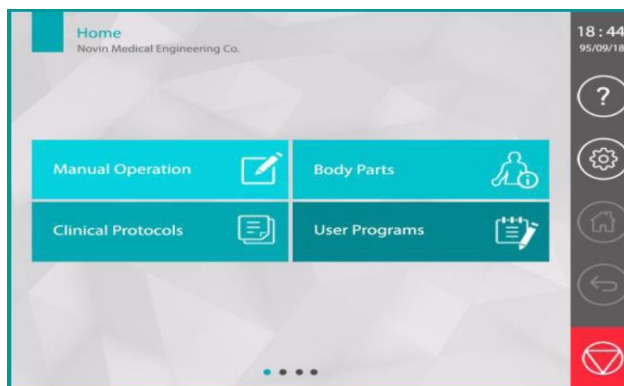 Home
Novin Medical Engineering Co.
18:44
95/09/18
?
Manual Operation
Body Parts
Clinical Protocols
User Programs